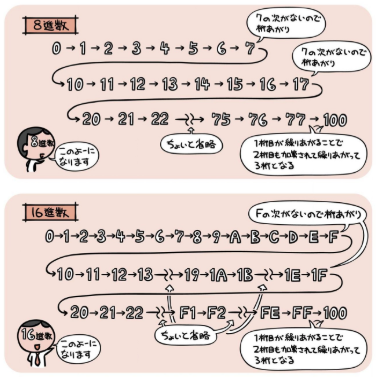 8進数
0→1→2→3→4→5→6→7
7の次がないので
桁あがり
7の次がないので
桁あがり
→10→11→12→13→14→15→16→17
→20→21→22→75→76→77→100
ちょいと省略
8進数
このよーに
なります
1桁目が繰りあがることで
2桁目も加算されて繰りあがって
3桁となる
16進数
Fの次がないので桁あがり
0→1→2→3→4→5→6→7→8→9→A→B→C→D→E→F
→10→11→12→13→19→1A→1B→1E→1F
→20→21→22→F1→F2→FE→FF→100
ちょいと省略
16進数
このよーに
なります
1桁目が繰りあがることで
2桁目も加算されて繰りあがって
3桁となる